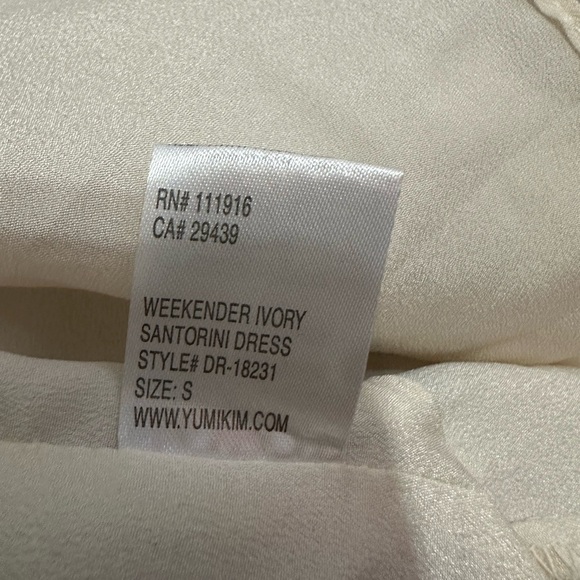 RN# 111916
CA# 29439
WEEKENDER IVORY
SANTORINI DRESS
STYLE# DR-18231
SIZE: S
WWW.YUMIKIM.COM